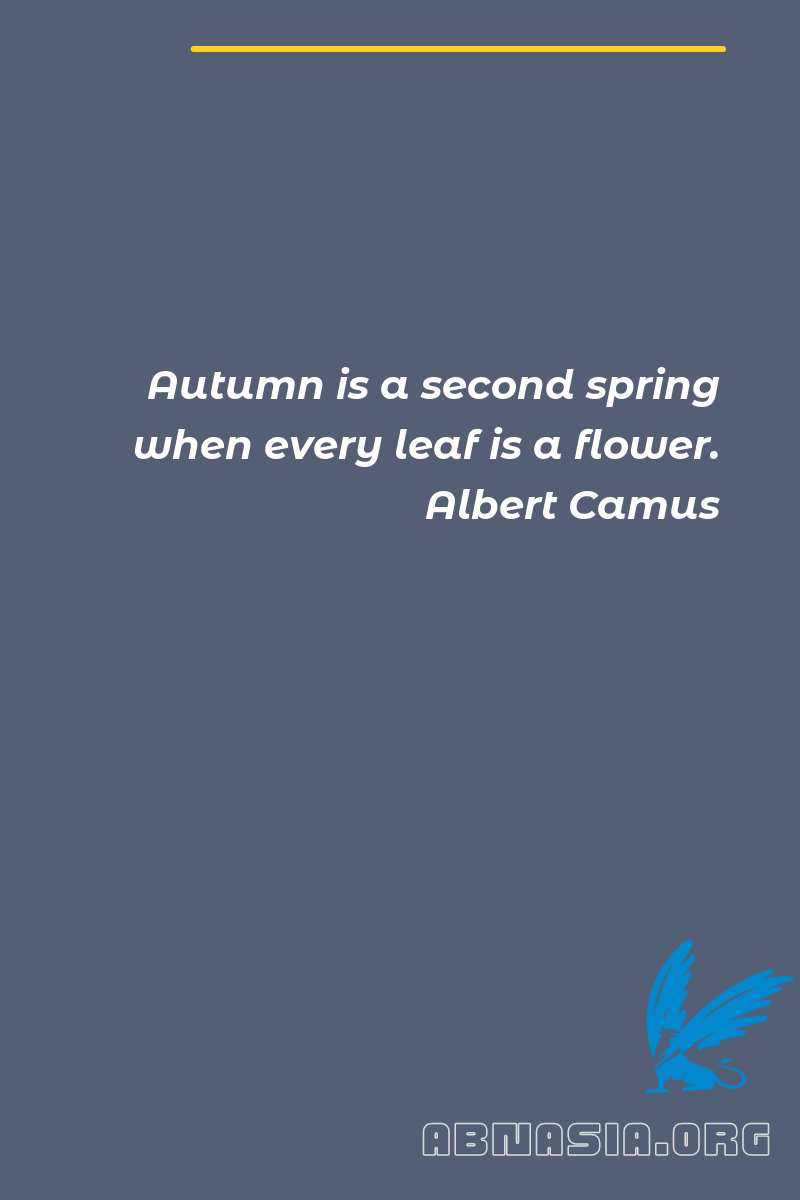 Autumn is a second spring
when every leaf is a flower.
Albert Camus
ABNASIA.ORG